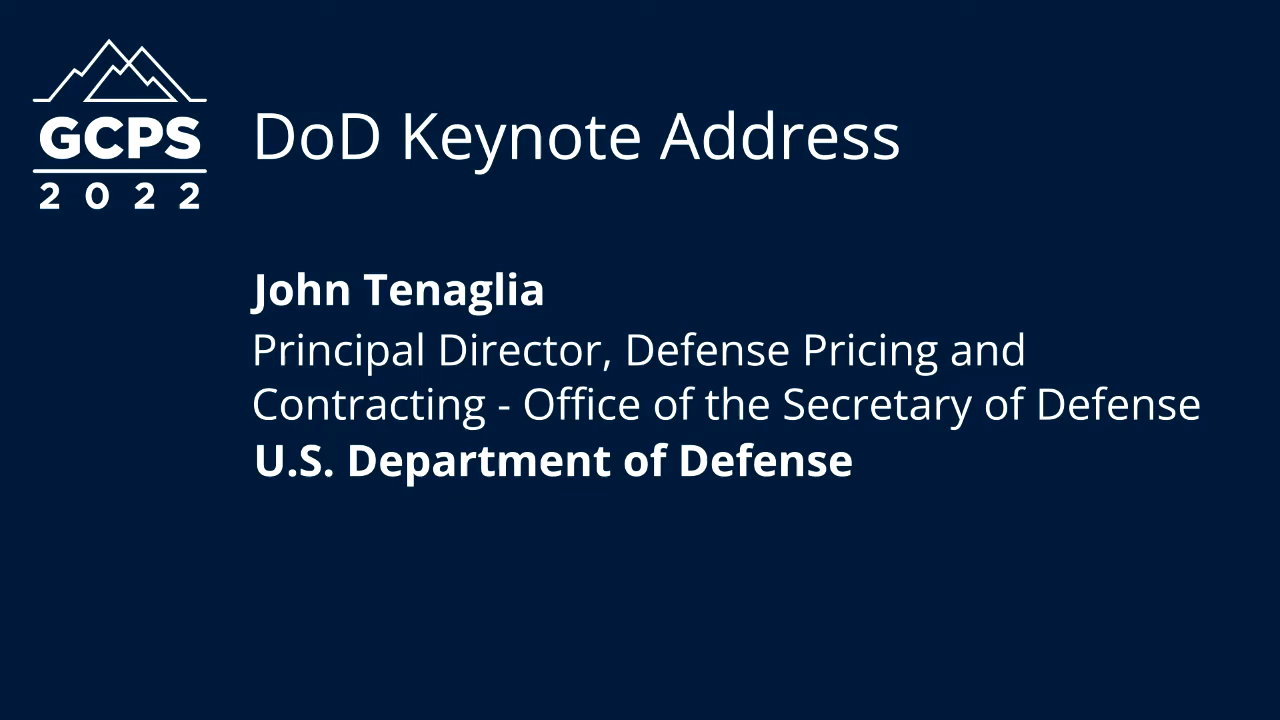 GCPS
2022
DoD Keynote Address
John Tenaglia
Principal Director, Defense Pricing and
Contracting - Office of the Secretary of Defense
U.S. Department of Defense